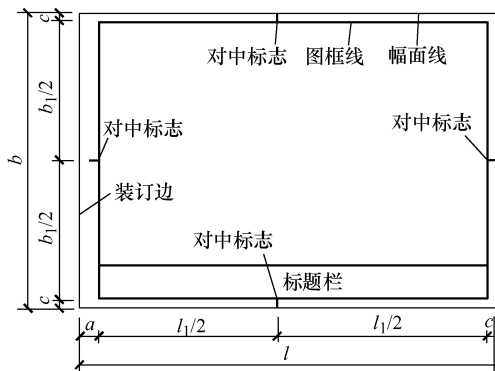 c
对中标志 图框线 幅面线
b₁/2
对中标志 对中标志
b
装订边
b₁/2
对中标志
标题栏
c
a l₁/2 l₁/2 c
l